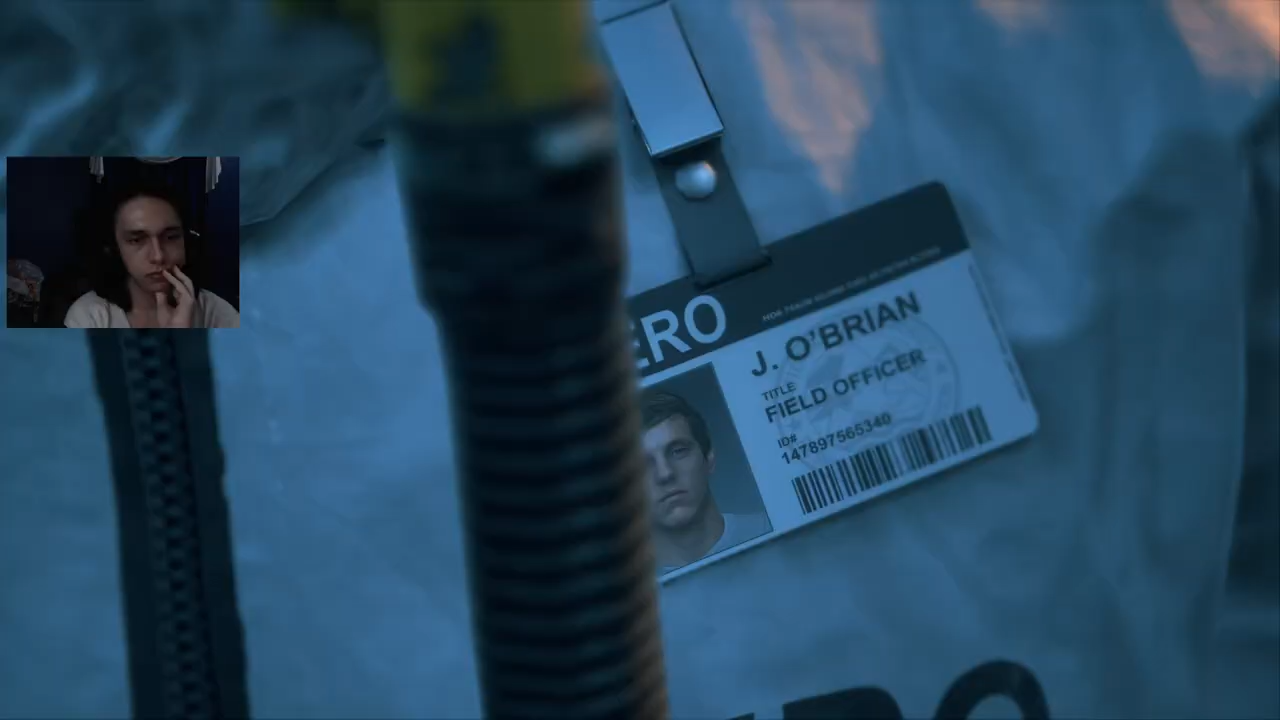 ERO
J. O'BRIAN
TITLE
FIELD OFFICER
ID#
147897565340